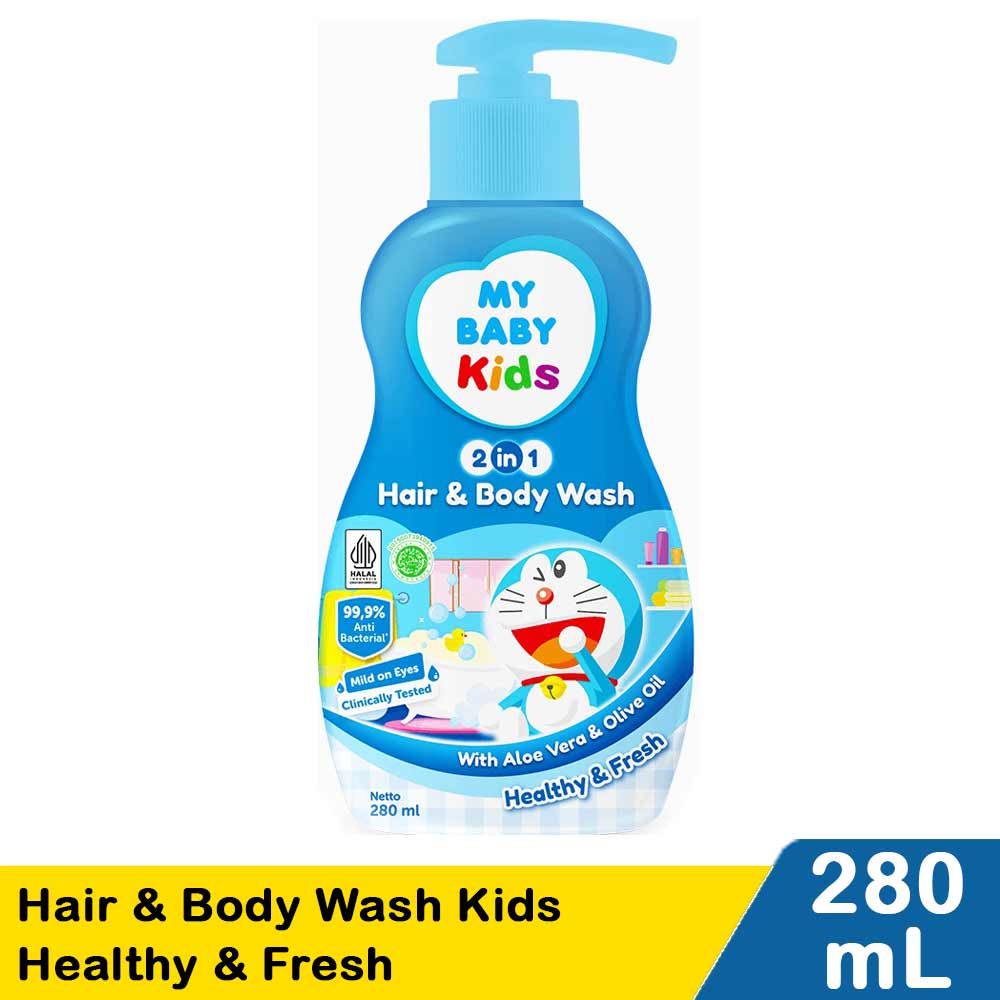 MY
BABY
Kids
2 in 1
Hair & Body Wash
HALAL
INDONESIA
99,9%
Anti
Bacterial*
Mild on Eyes
Clinically Tested
With Aloe Vera & Olive Oil
Healthy & Fresh
Netto
280 ml
Hair & Body Wash Kids
Healthy & Fresh
280
mL